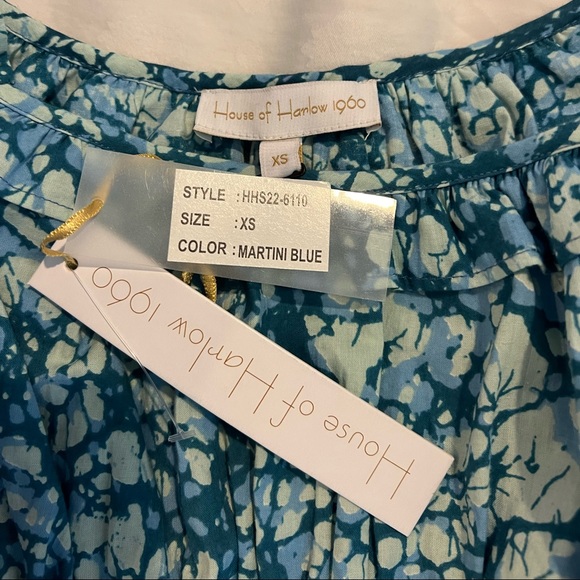 House of Harlow 1960
XS
STYLE : HHS22-6110
SIZE : XS
COLOR : MARTINI BLUE
House of Harlow 1960